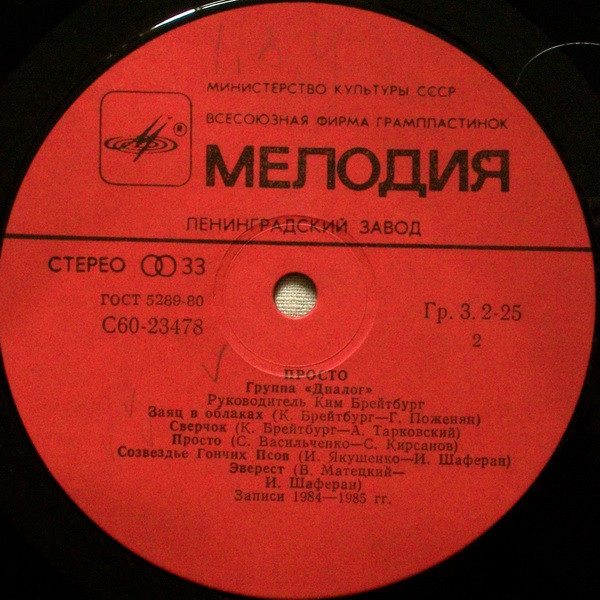 МИНИСТЕРСТВО КУЛЬТУРЫ СССР
ВСЕСОЮЗНАЯ ФИРМА ГРАМПЛАСТИНОК
®
МЕЛОДИЯ
ЛЕНИНГРАДСКИЙ ЗАВОД
СТЕРЕО 33
ГОСТ 5289-80
С60-23478
Гр. 3. 2-25
2
ПРОСТО
Группа «Диалог»
Руководитель Ким Брейтбург
Заяц в облаках (К. Брейтбург—Г. Поженян)
Сверчок (К. Брейтбург—А. Тарковский)
Просто (С. Васильченко—С. Кирсанов)
Созвездье Гончих Псов (И. Якушенко—И. Шаферан)
Эверест (В. Матецкий—
И. Шаферан)
Записи 1984—1985 гг.